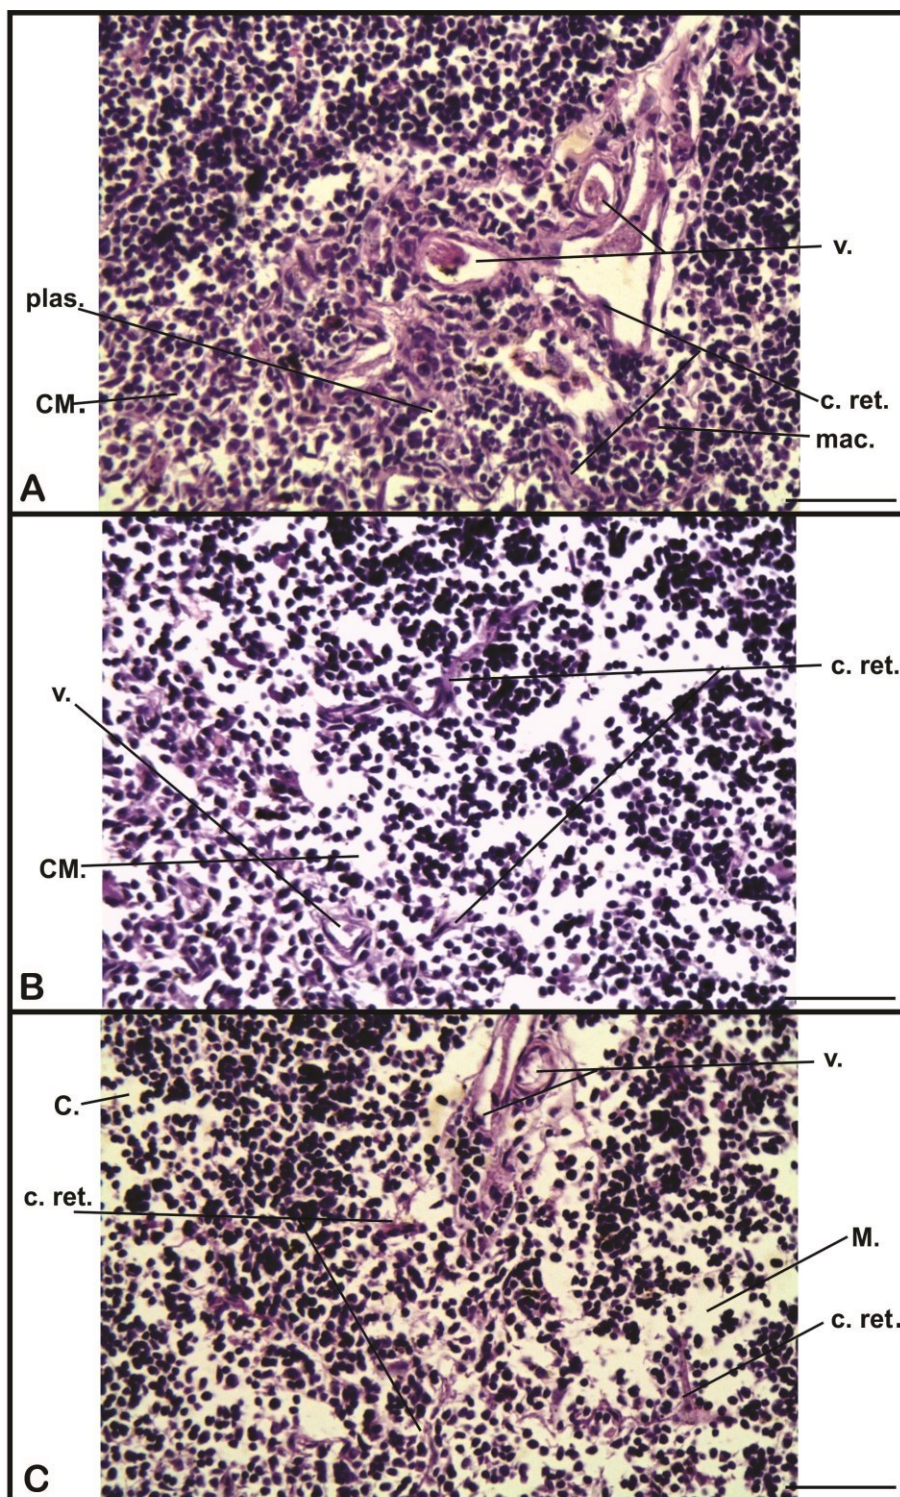 v.
plas.
CM.
c. ret.
mac.
A
c. ret.
v.
CM.
B
v.
C.
c. ret.
M.
c. ret.
C